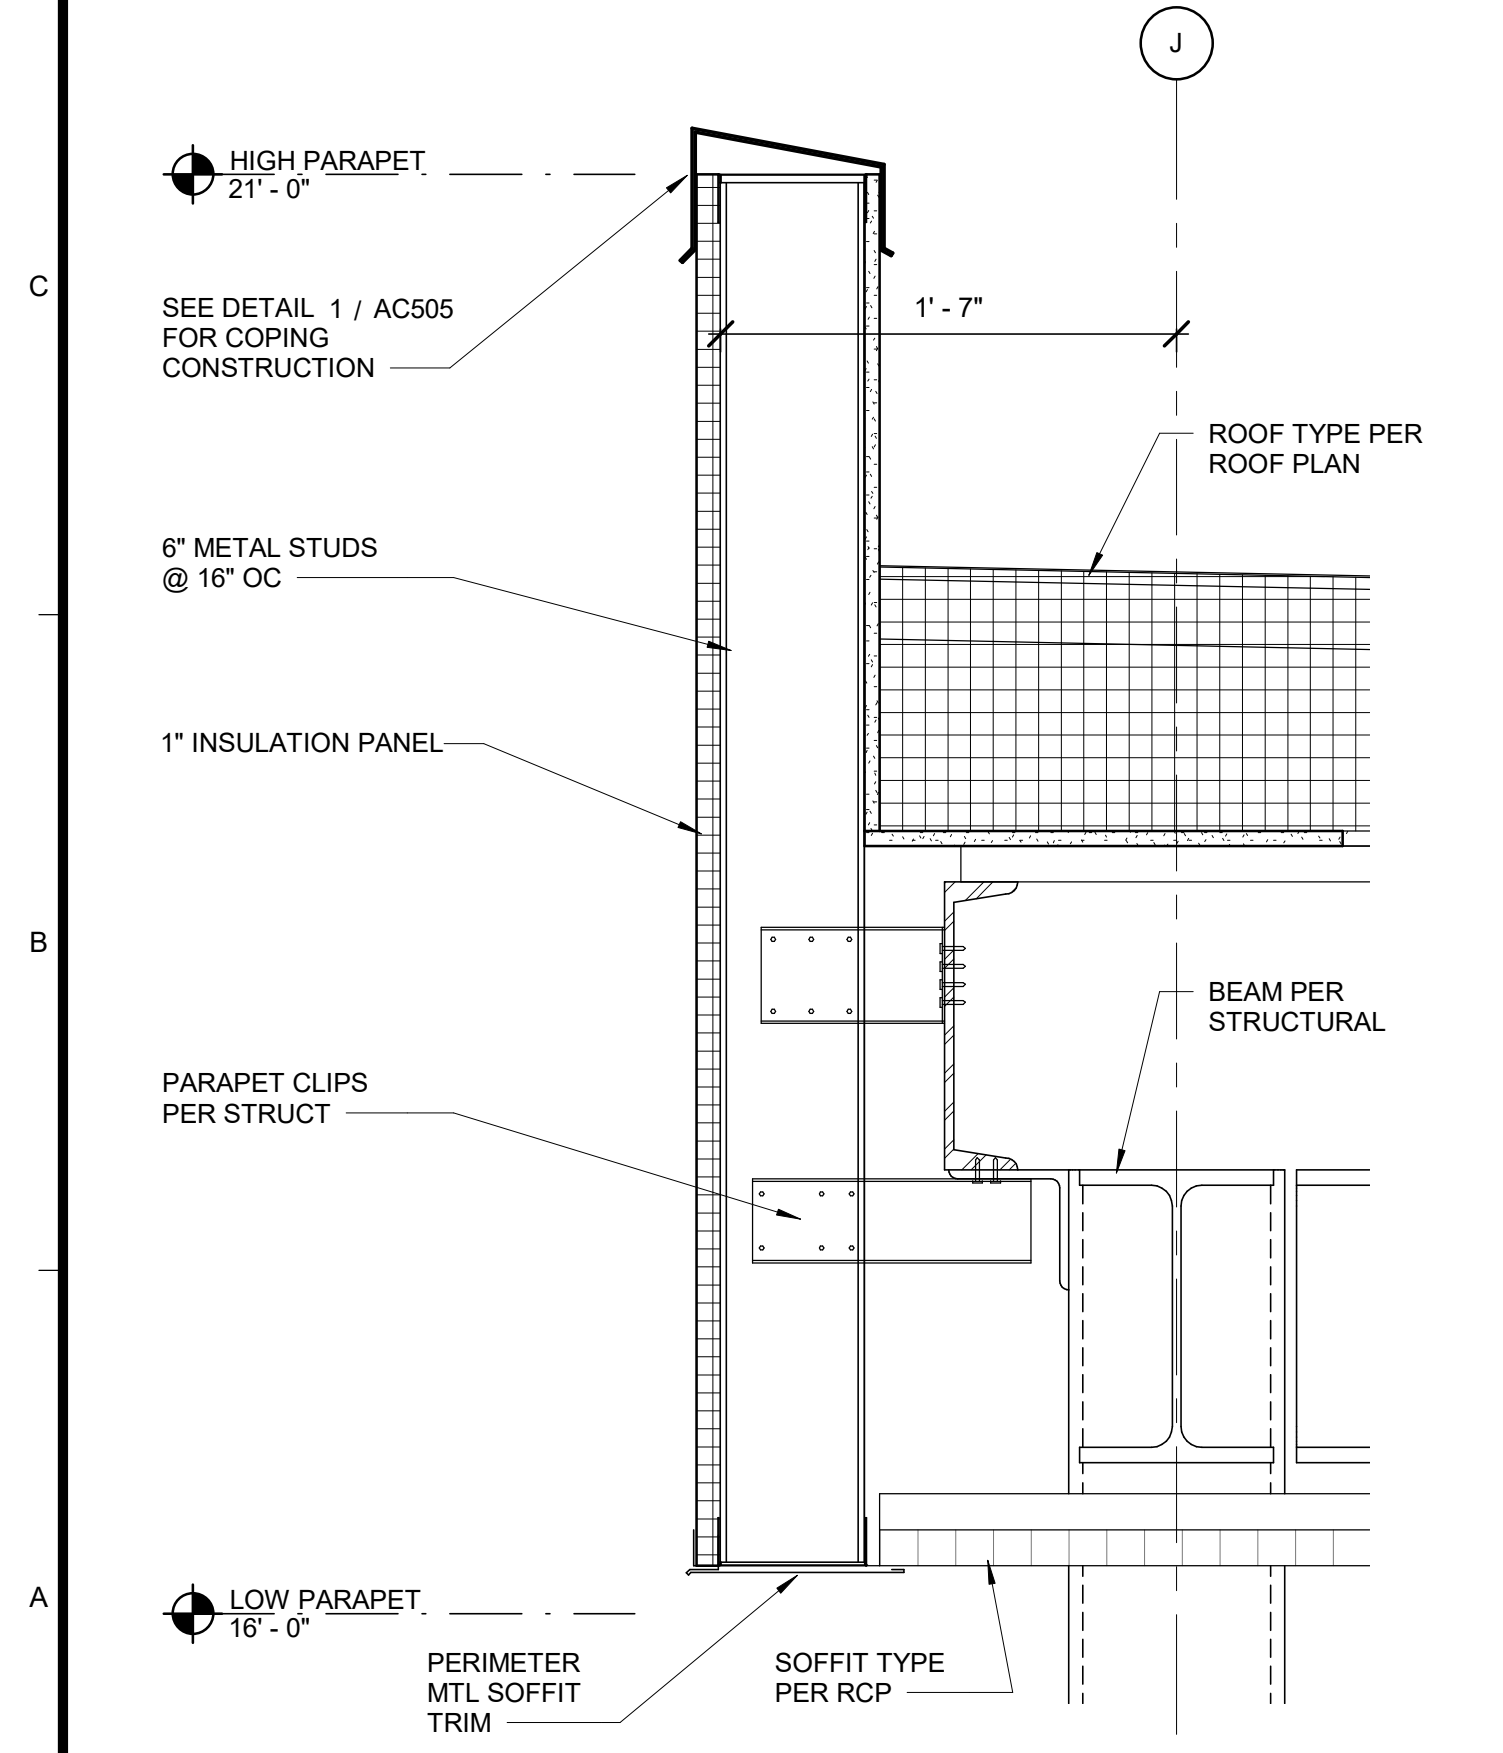 J
HIGH PARAPET
21' - 0"
C
SEE DETAIL 1 / AC505
FOR COPING
CONSTRUCTION
1' - 7"
ROOF TYPE PER
ROOF PLAN
6" METAL STUDS
@ 16" OC
1" INSULATION PANEL
B
BEAM PER
STRUCTURAL
PARAPET CLIPS
PER STRUCT
A
LOW PARAPET
16' - 0"
PERIMETER
MTL SOFFIT
TRIM
SOFFIT TYPE
PER RCP